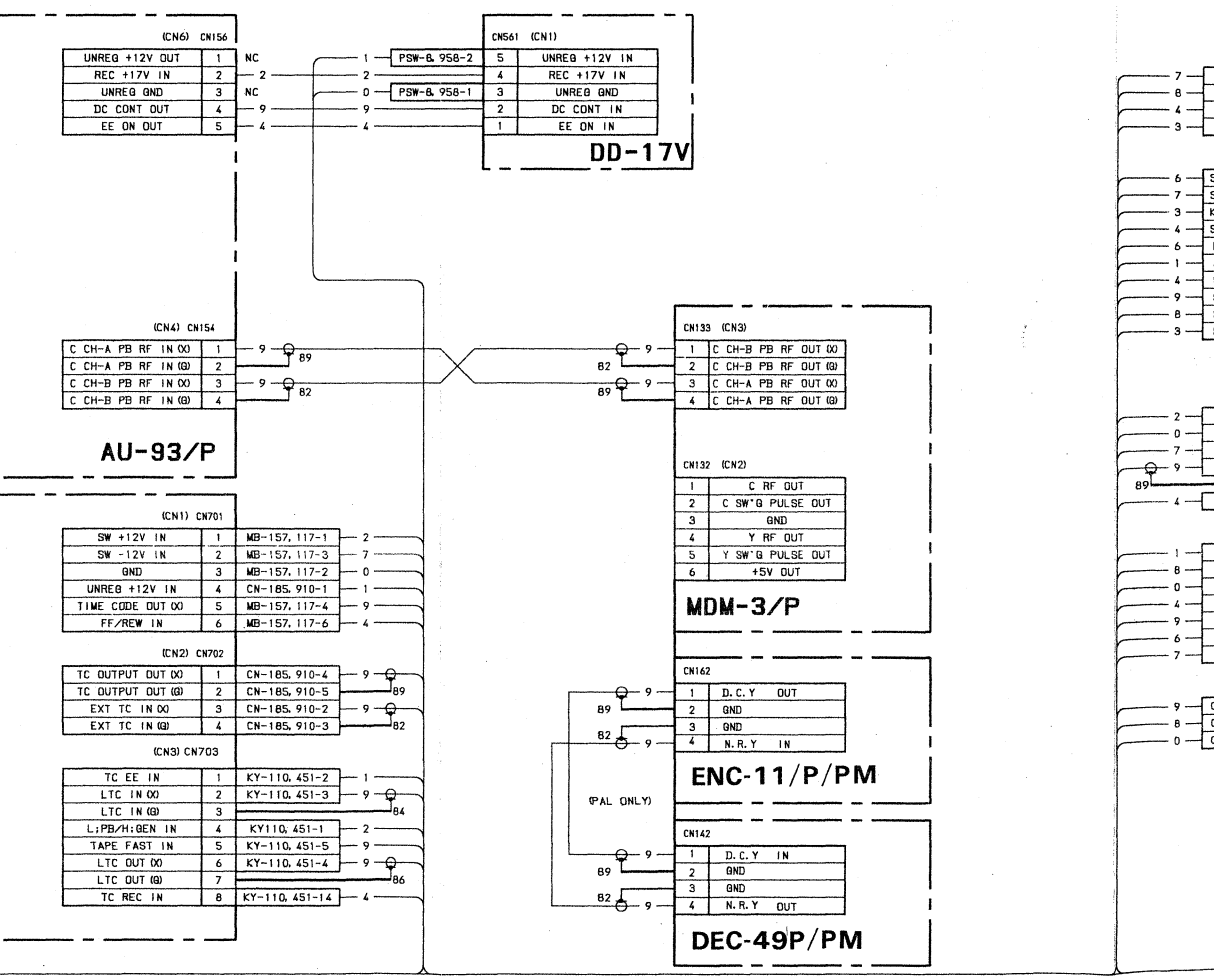 (CN6) CN156
UNREG +12V OUT 1 NC
REC +17V IN 2 2
UNREG GND 3 NC
DC CONT OUT 4 9
EE ON OUT 5 4
CN561 (CN1)
1 PSW-8, 958-2 5 UNREG +12V IN
2 4 REC +17V IN
0 PSW-8, 958-1 3 UNREG GND
9 2 DC CONT IN
4 1 EE ON IN
DD-17V
(CN4) CN154
C CH-A PB RF IN (X) 1 9 89
C CH-A PB RF IN (G) 2
C CH-B PB RF IN (X) 3 9 82
C CH-B PB RF IN (G) 4
AU-93/P
CN133 (CN3)
9 1 C CH-B PB RF OUT (X)
82 2 C CH-B PB RF OUT (G)
9 3 C CH-A PB RF OUT (X)
89 4 C CH-A PB RF OUT (G)
CN132 (CN2)
1 C RF OUT
2 C SW'G PULSE OUT
3 GND
4 Y RF OUT
5 Y SW'G PULSE OUT
6 +5V OUT
MDM-3/P
(CN1) CN701
SW +12V IN 1 MB-157, 117-1 2
SW -12V IN 2 MB-157, 117-3 7
GND 3 MB-157, 117-2 0
UNREG +12V IN 4 CN-185, 910-1 1
TIME CODE OUT (X) 5 MB-157, 117-4 9
FF/REW IN 6 MB-157, 117-6 4
(CN2) CN702
TC OUTPUT OUT (X) 1 CN-185, 910-4 9
TC OUTPUT OUT (G) 2 CN-185, 910-5 89
EXT TC IN (X) 3 CN-185, 910-2 9
EXT TC IN (G) 4 CN-185, 910-3 82
(CN3) CN703
TC EE IN 1 KY-110, 451-2 1
LTC IN (X) 2 KY-110, 451-3 9
LTC IN (G) 3 84
L;PB/H;GEN IN 4 KY110, 451-1 2
TAPE FAST IN 5 KY-110, 451-5 9
LTC OUT (X) 6 KY-110, 451-4 9
LTC OUT (G) 7 86
TC REC IN 8 KY-110, 451-14 4
CN162
9 1 D.C.Y OUT
89 2 GND
82 3 GND
9 4 N.R.Y IN
ENC-11/P/PM
(PAL ONLY)
CN142
9 1 D.C.Y IN
89 2 GND
82 3 GND
9 4 N.R.Y OUT
DEC-49P/PM
7
8
4
3
6 S
7 S
3 K
4 S
6
1
4
9
8
3
2
0
7
9
89
4
1
8
0
4
9
6
7
9
8
0